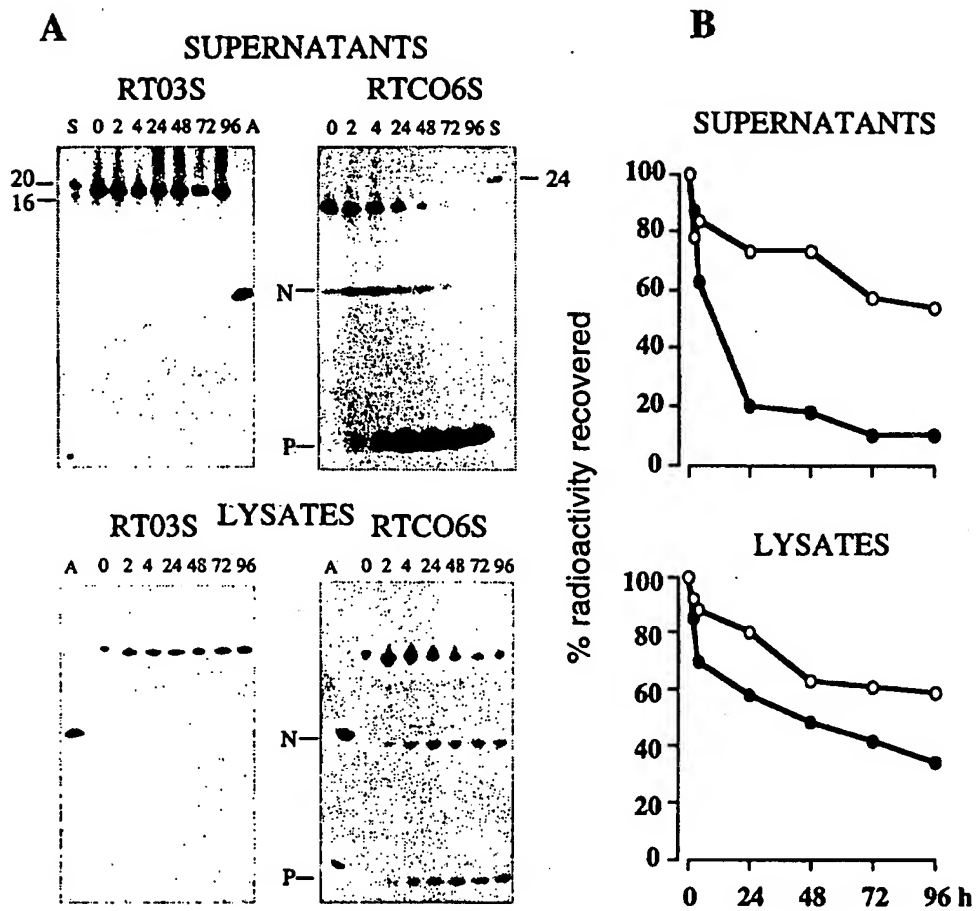 A
SUPERNATANTS
RT03S
S 0 2 4 24 48 72 96 A
20
16
RTCO6S
0 2 4 24 48 72 96 S
24
N
P
LYSATES
RT03S
A 0 2 4 24 48 72 96
RTCO6S
A 0 2 4 24 48 72 96
N
P
B
% radioactivity recovered
SUPERNATANTS
100
80
60
40
20
0
LYSATES
100
80
60
40
20
0
0 24 48 72 96 h